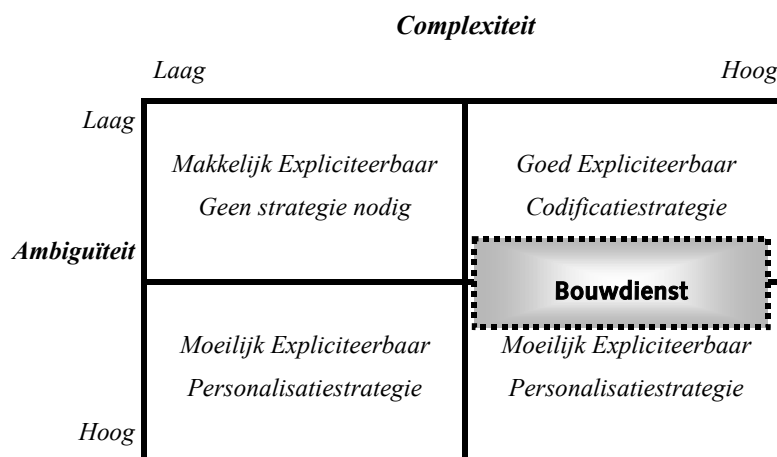 Complexiteit
Laag Hoog
Laag
Makkelijk Expliciteerbaar Goed Expliciteerbaar
Geen strategie nodig Codificatiestrategie
Ambiguïteit
Bouwdienst
Moeilijk Expliciteerbaar Moeilijk Expliciteerbaar
Personalisatiestrategie Personalisatiestrategie
Hoog